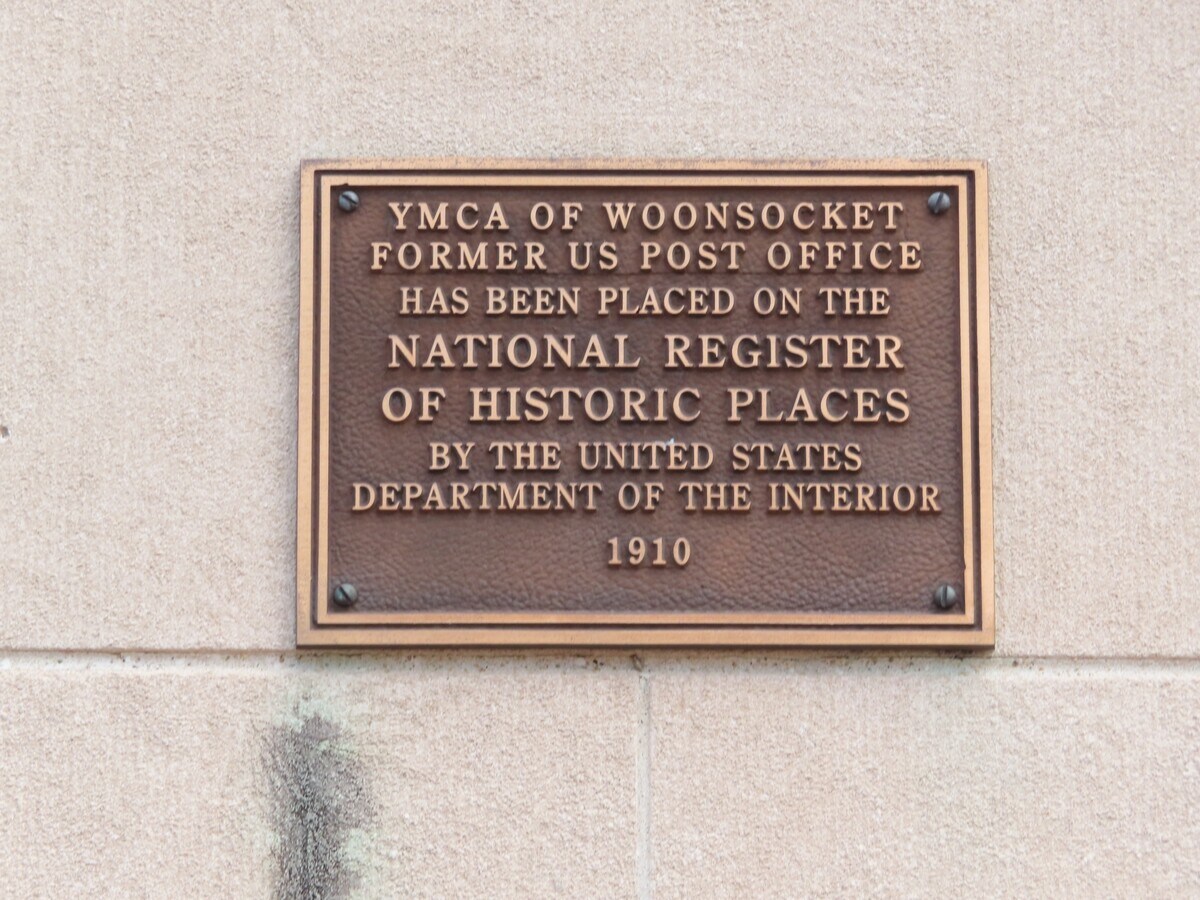 YMCA OF WOONSOCKET
FORMER US POST OFFICE
HAS BEEN PLACED ON THE
NATIONAL REGISTER
OF HISTORIC PLACES
BY THE UNITED STATES
DEPARTMENT OF THE INTERIOR
1910